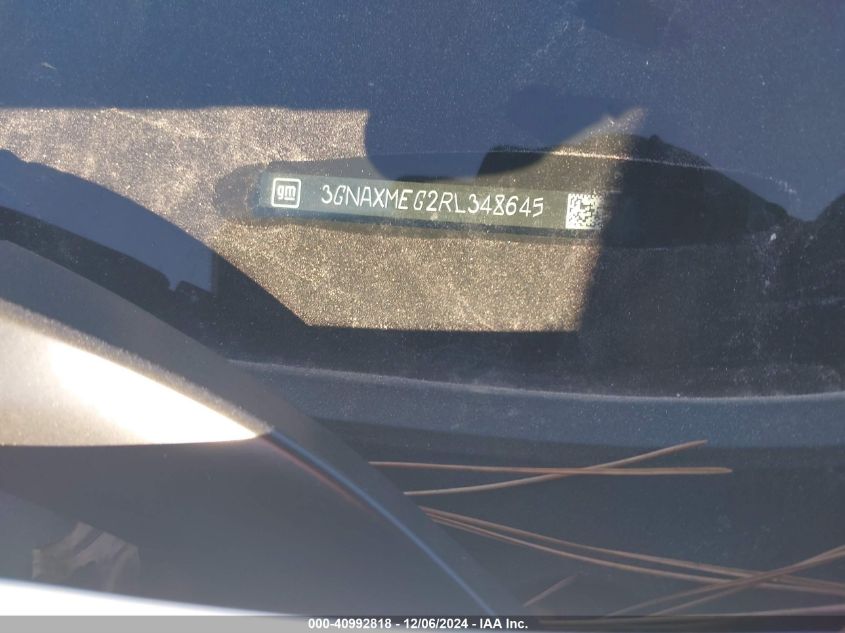 gm 3GNAXMEG2RL348645
000-40992818 - 12/06/2024 - IAA Inc.